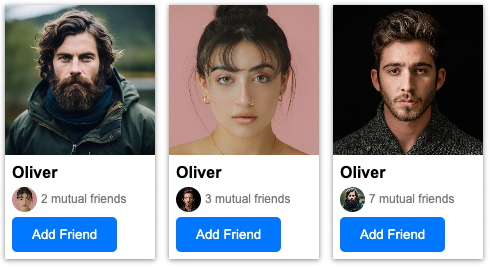 Oliver
2 mutual friends
Add Friend
Oliver
3 mutual friends
Add Friend
Oliver
7 mutual friends
Add Friend